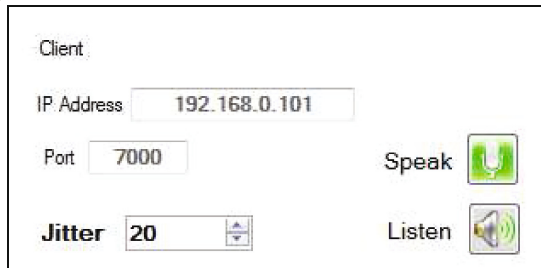 Client
IP Address 192.168.0.101
Port 7000
Speak
Jitter 20
Listen